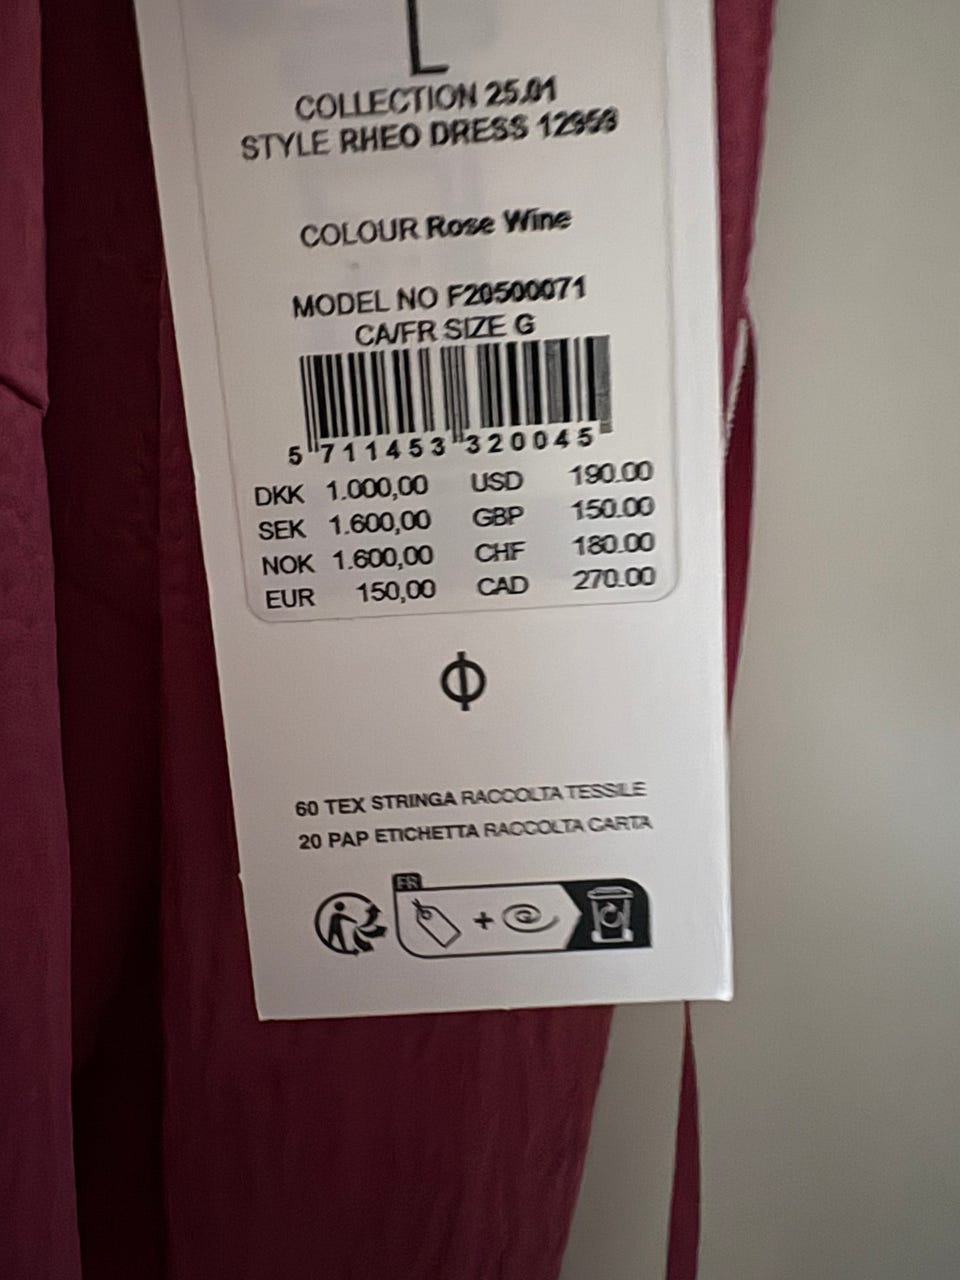 L
COLLECTION 25.01
STYLE RHEO DRESS
COLOUR Rose Wine
MODEL NO F20500071
CA/FR SIZE G
5 711453 320045
DKK 1.000,00 USD 190.00
SEK 1.600,00 GBP 150.00
NOK 1.600,00 CHF 180.00
EUR 150,00 CAD 270.00
60 TEX STRINGA RACCOLTA TESSILE
20 PAP ETICHETTA RACCOLTA CARTA
FR